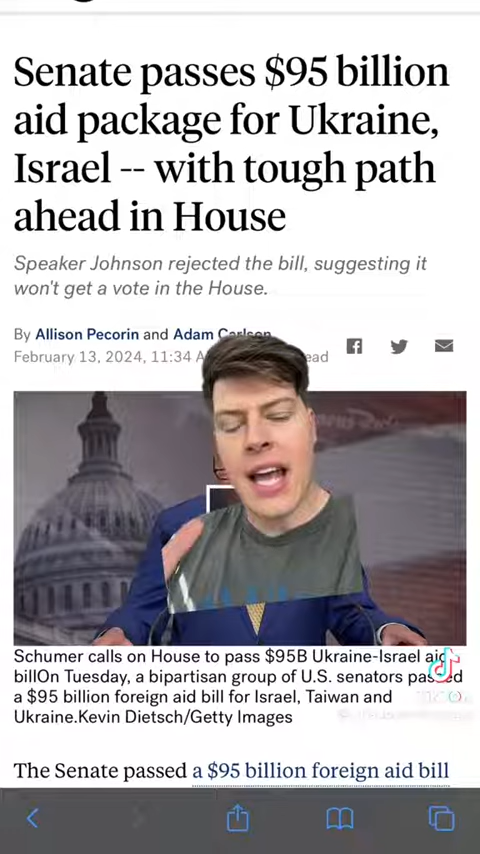 Senate passes $95 billion
aid package for Ukraine,
Israel -- with tough path
ahead in House
Speaker Johnson rejected the bill, suggesting it
won't get a vote in the House.
By Allison Pecorin and Adam Carlson
February 13, 2024, 11:34 A ead
Schumer calls on House to pass $95B Ukraine-Israel aid
billOn Tuesday, a bipartisan group of U.S. senators passed
a $95 billion foreign aid bill for Israel, Taiwan and
Ukraine.Kevin Dietsch/Getty Images
The Senate passed a $95 billion foreign aid bill